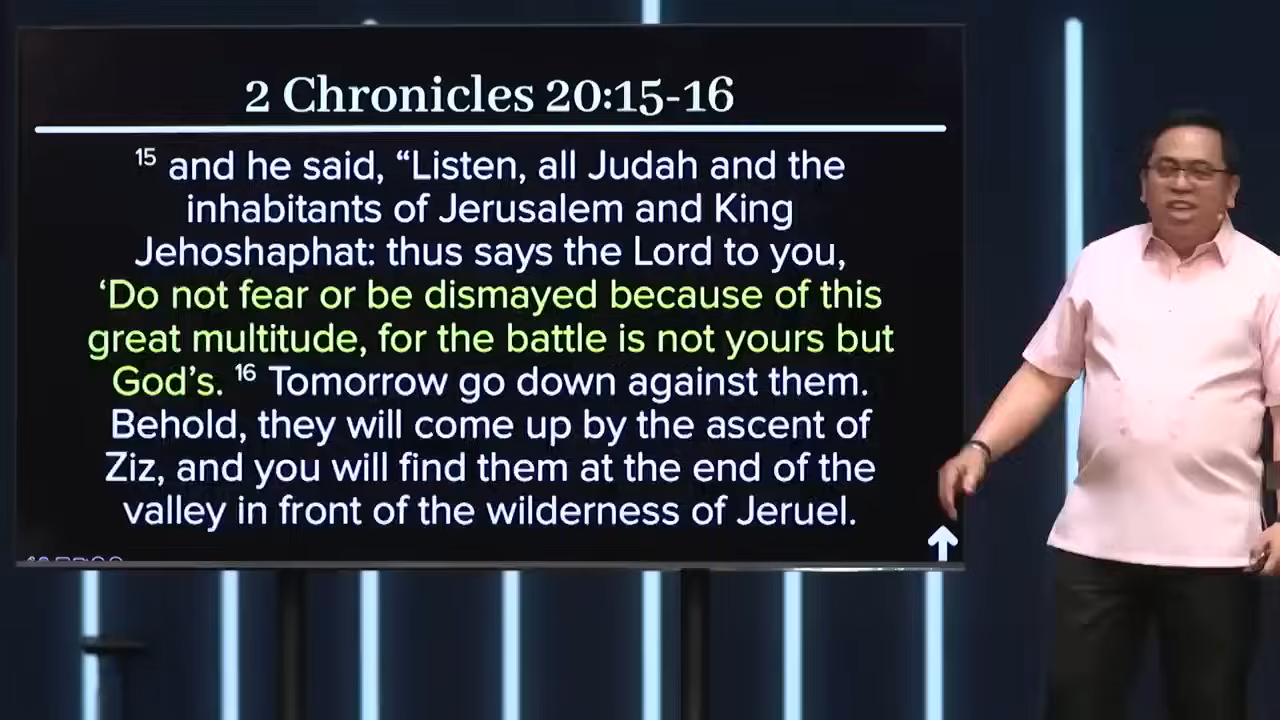 2 Chronicles 20:15-16
15 and he said, “Listen, all Judah and the
inhabitants of Jerusalem and King
Jehoshaphat: thus says the Lord to you,
‘Do not fear or be dismayed because of this
great multitude, for the battle is not yours but
God’s. 16 Tomorrow go down against them.
Behold, they will come up by the ascent of
Ziz, and you will find them at the end of the
valley in front of the wilderness of Jeruel.